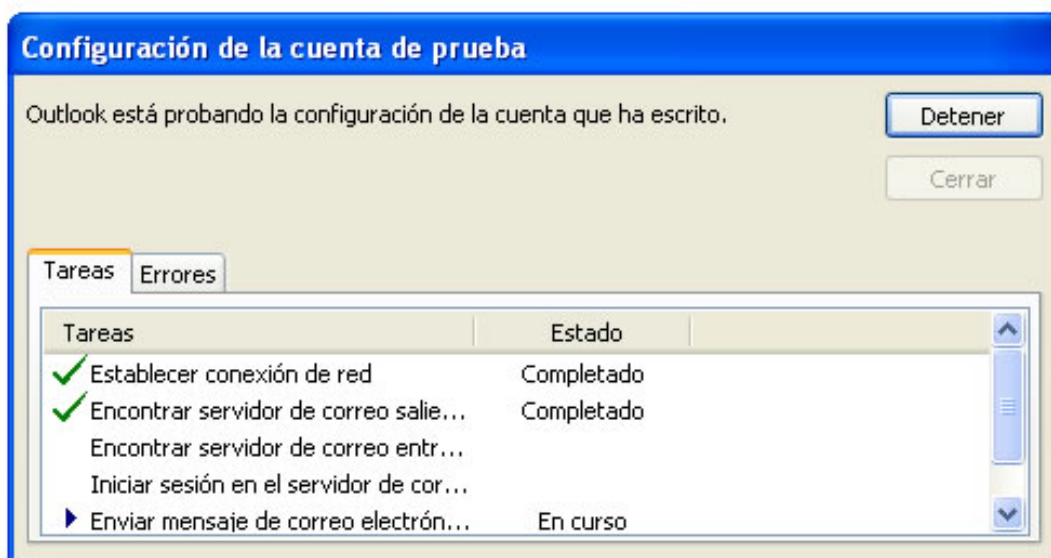 Configuración de la cuenta de prueba
Outlook está probando la configuración de la cuenta que ha escrito.
Detener
Cerrar
Tareas Errores
Tareas Estado
Establecer conexión de red Completado
Encontrar servidor de correo salie... Completado
Encontrar servidor de correo entr...
Iniciar sesión en el servidor de cor...
Enviar mensaje de correo electrón... En curso